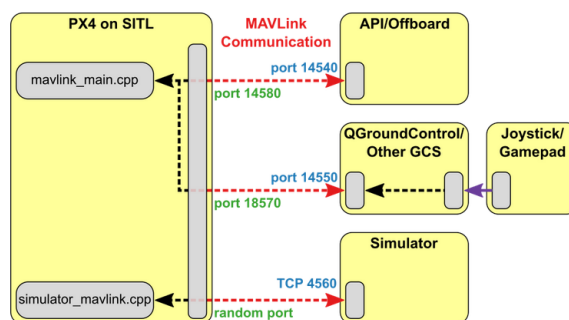 PX4 on SITL
MAVLink
Communication
API/Offboard
mavlink_main.cpp
port 14540
port 14580
QGroundControl/
Other GCS
Joystick/
Gamepad
port 14550
port 18570
Simulator
simulator_mavlink.cpp
TCP 4560
random port